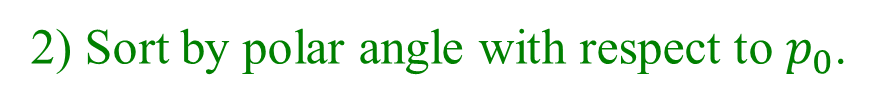 2) Sort by polar angle with respect to p₀.